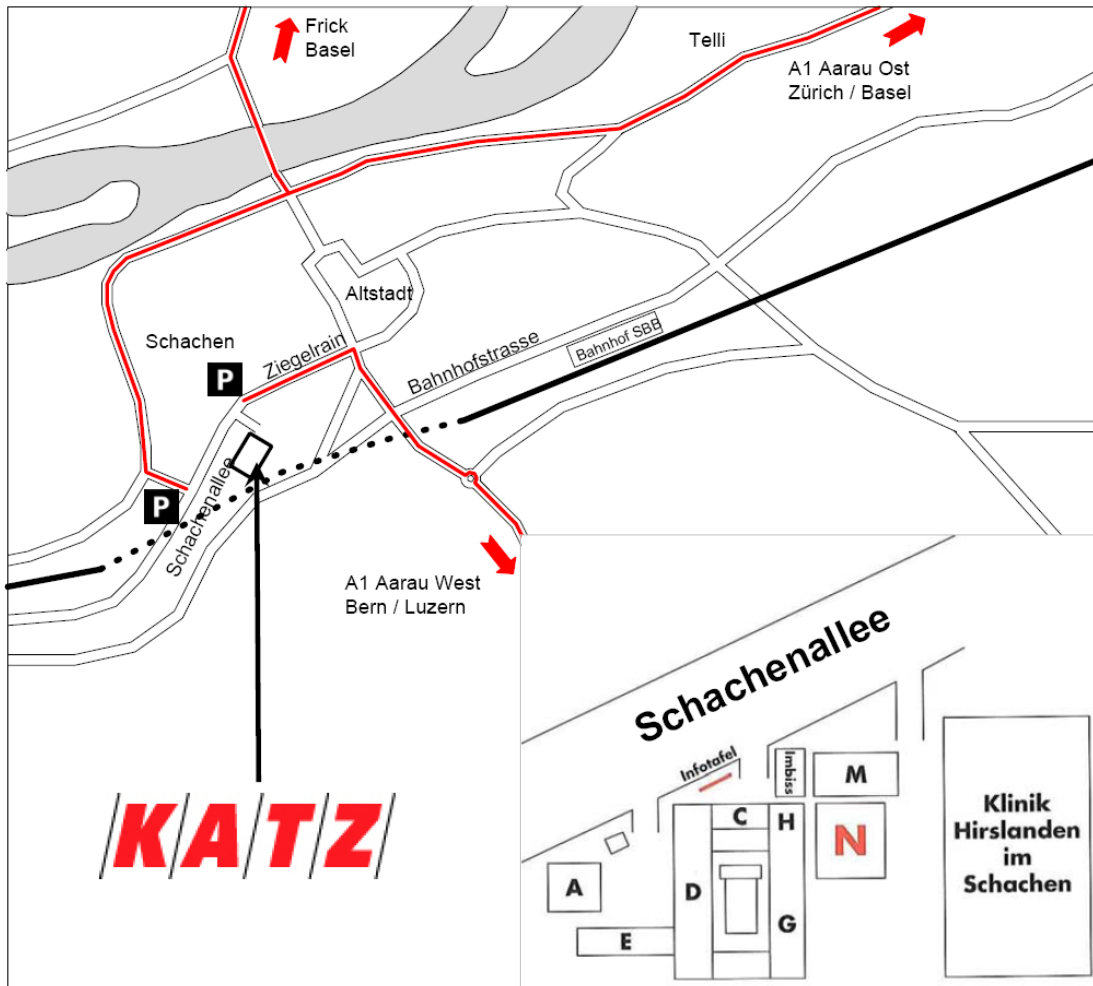 Frick
Basel
Telli
A1 Aarau Ost
Zürich / Basel
Altstadt
Schachen
P
Ziegelrain
Bahnhofstrasse
Bahnhof SBB
P
Schachenallee
A1 Aarau West
Bern / Luzern
KATZ
Schachenallee
Infotafel
Imbiss
M
C
H
N
Klinik
Hirslanden
im
Schachen
A
D
G
E